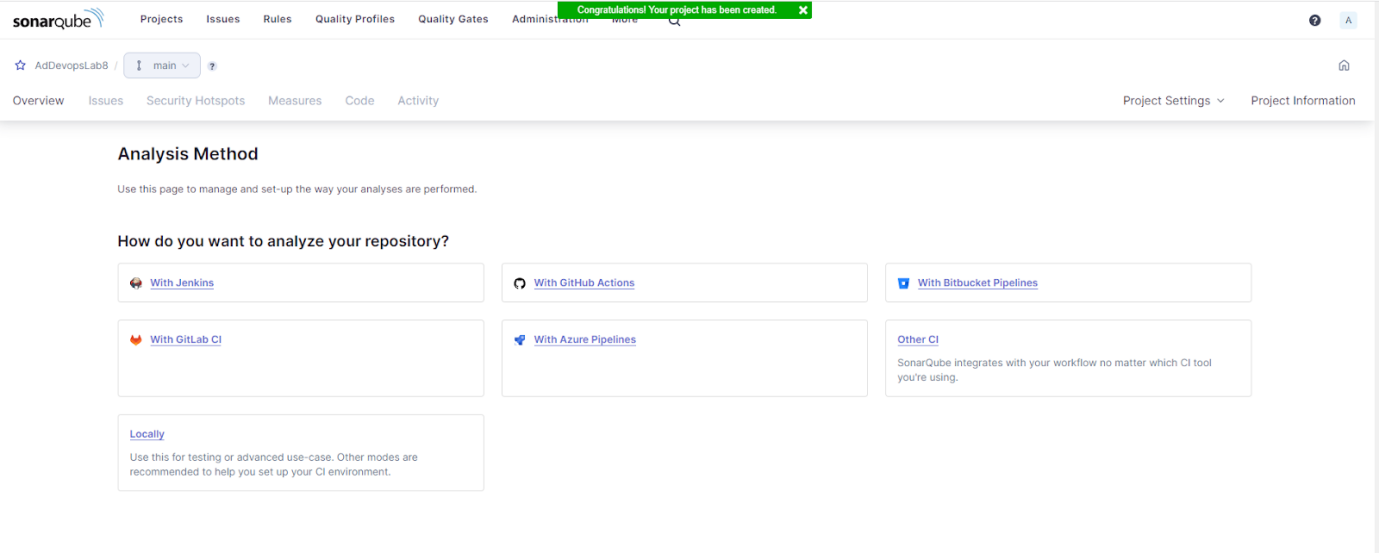 sonarqube Projects Issues Rules Quality Profiles Quality Gates Administration More A
Congratulations! Your project has been created.
AdDevopsLab8 / main
Overview Issues Security Hotspots Measures Code Activity Project Settings Project Information
Analysis Method
Use this page to manage and set-up the way your analyses are performed.
How do you want to analyze your repository?
With Jenkins
With GitHub Actions
With Bitbucket Pipelines
With GitLab CI
With Azure Pipelines
Other CI
SonarQube integrates with your workflow no matter which CI tool
you're using.
Locally
Use this for testing or advanced use-case. Other modes are
recommended to help you set up your CI environment.